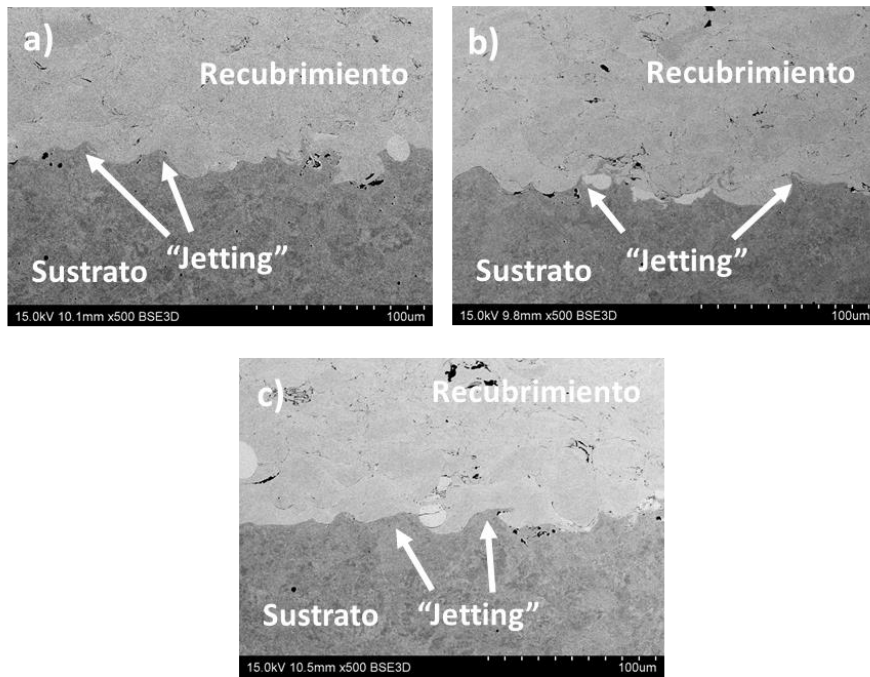 a)
Recubrimiento
Sustrato
“Jetting”
15.0kV 10.1mm x500 BSE3D
100um
b)
Recubrimiento
Sustrato
“Jetting”
15.0kV 9.8mm x500 BSE3D
100um
c)
Recubrimiento
Sustrato
“Jetting”
15.0kV 10.5mm x500 BSE3D
100um